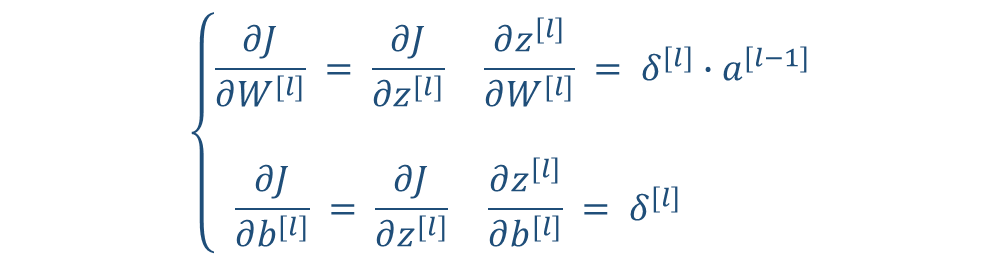 ∂J/∂W^[l] = ∂J/∂z^[l] ∂z^[l]/∂W^[l] = δ^[l] · a^[l−1]
∂J/∂b^[l] = ∂J/∂z^[l] ∂z^[l]/∂b^[l] = δ^[l]